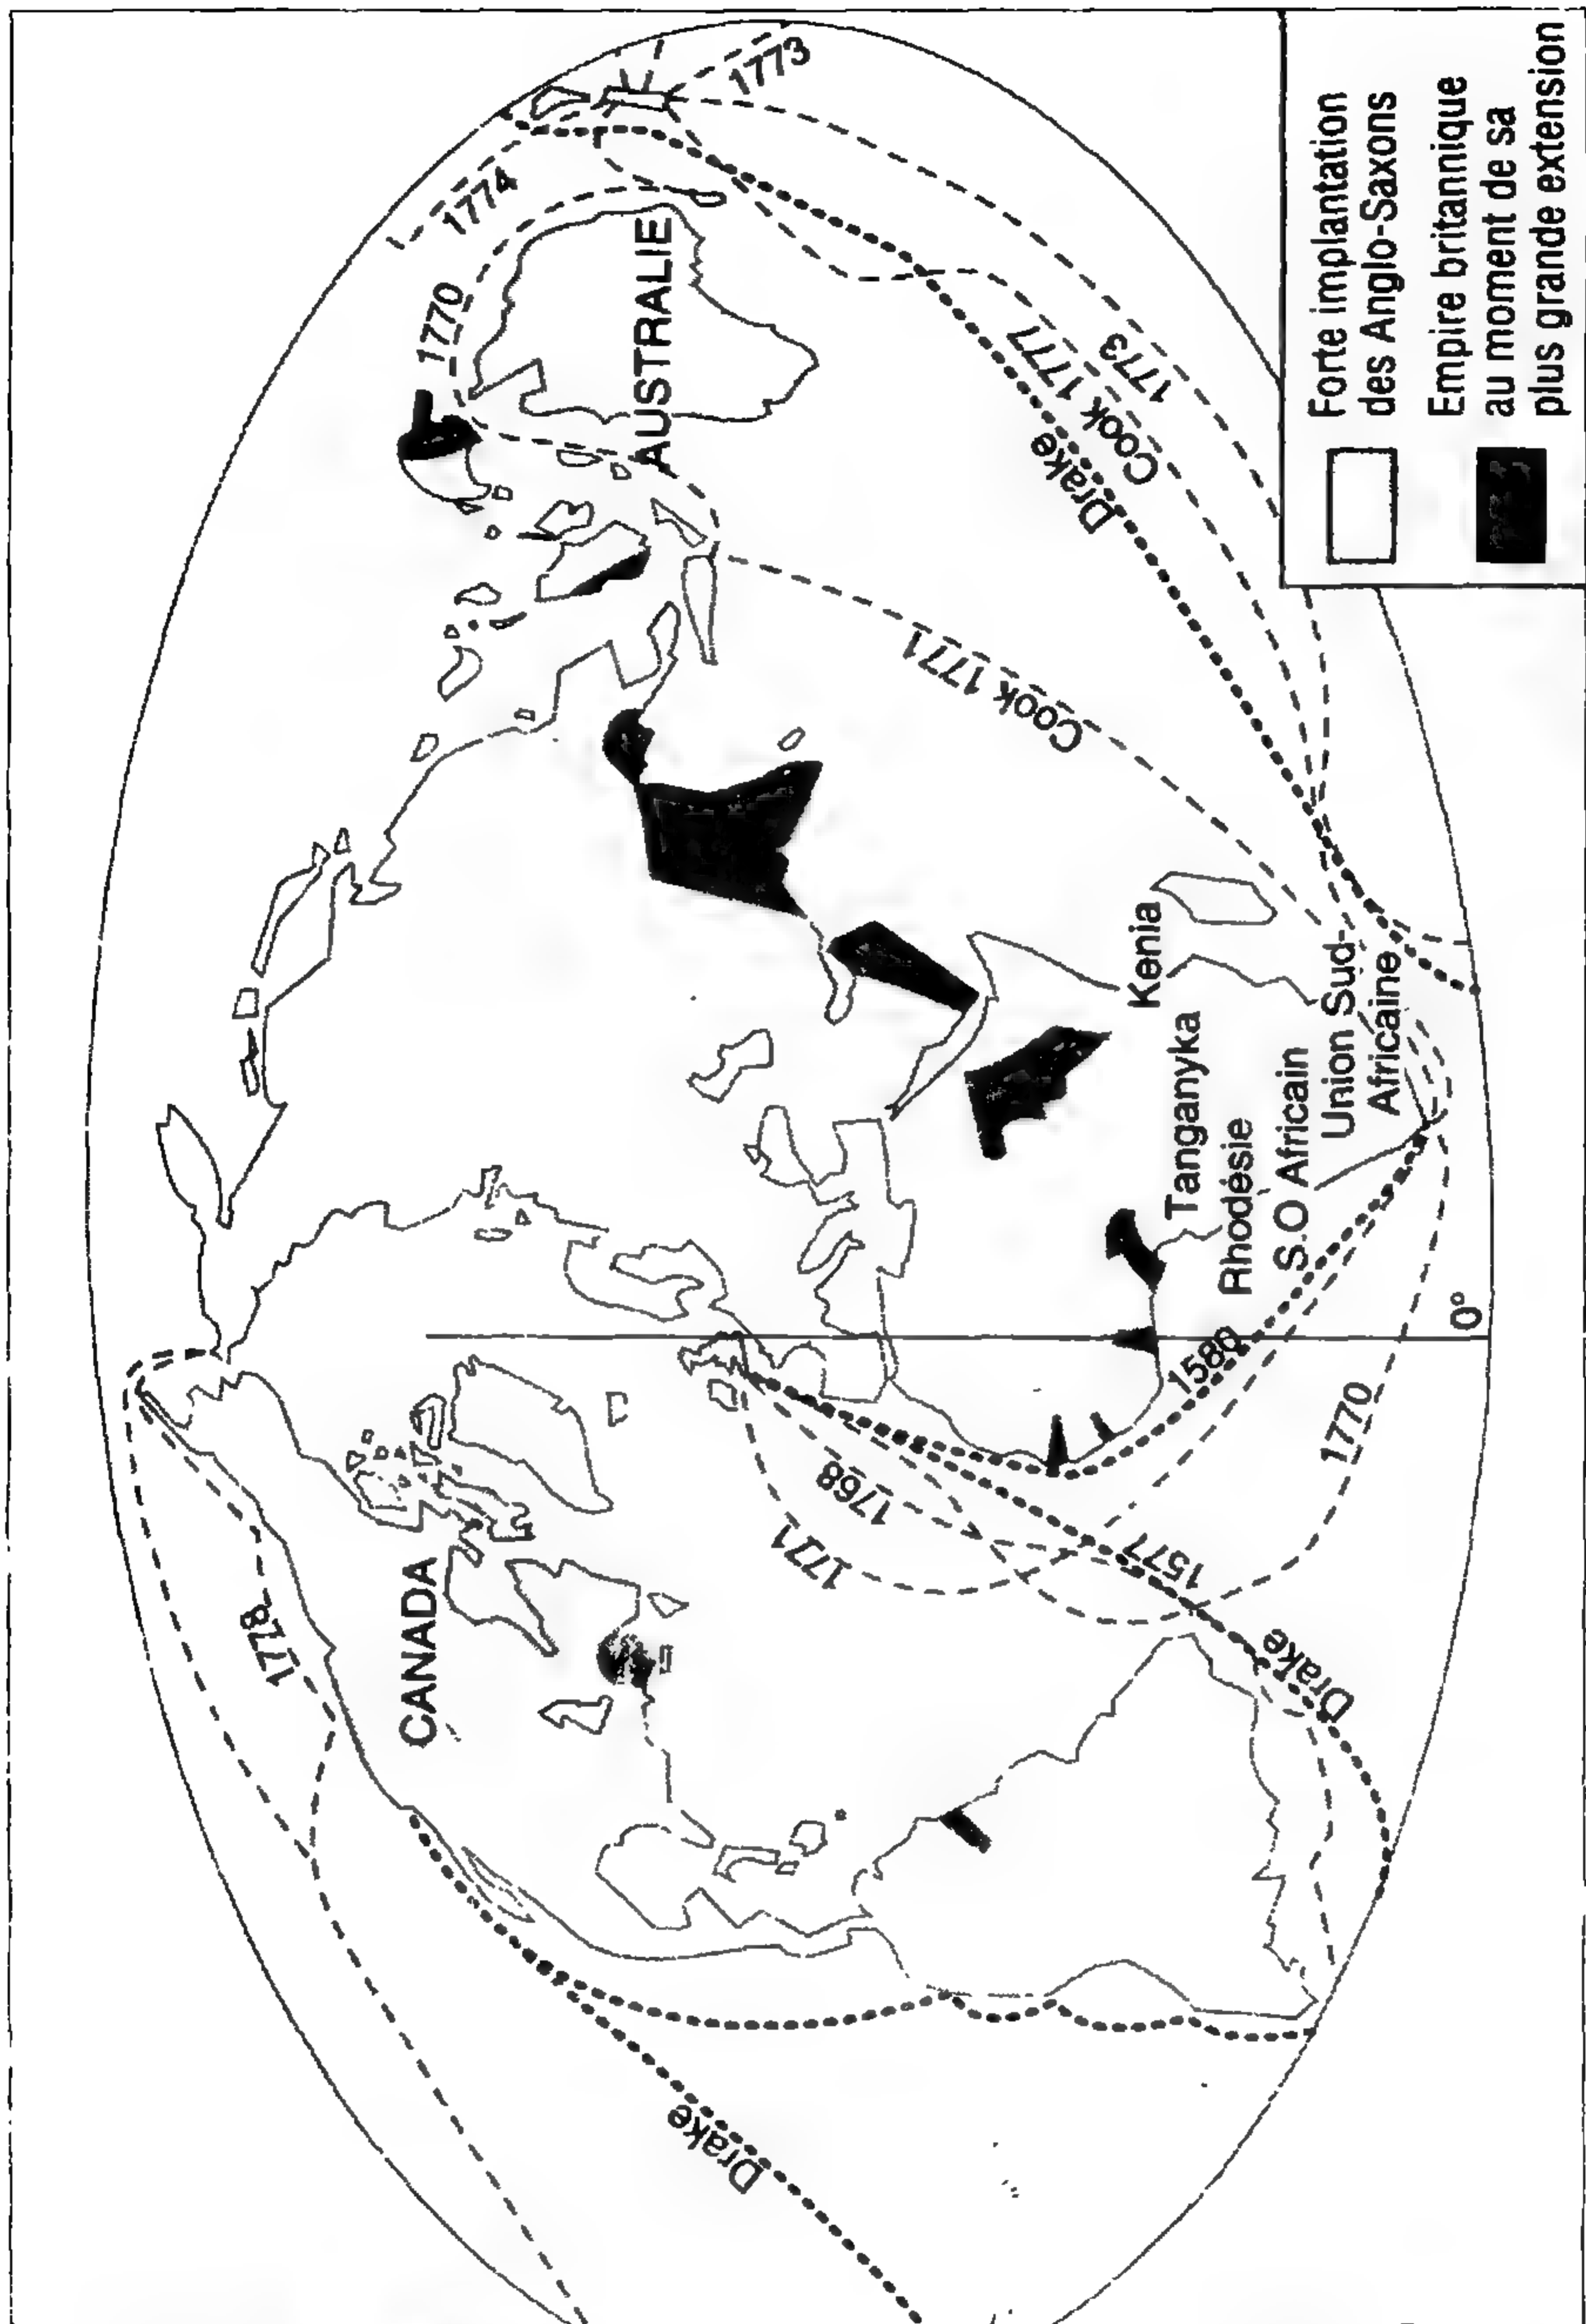 1773
1774
1770
AUSTRALIE
Cook 1777
1773
Drake
Cook 1771
Kenia
Tanganyka
Rhodésie
S.O Africain
Union Sud-
Africaine
0°
1580
1770
1768
1771
1577
Drake
CANADA
1778
Drake
Forte implantation
des Anglo-Saxons
Empire britannique
au moment de sa
plus grande extension